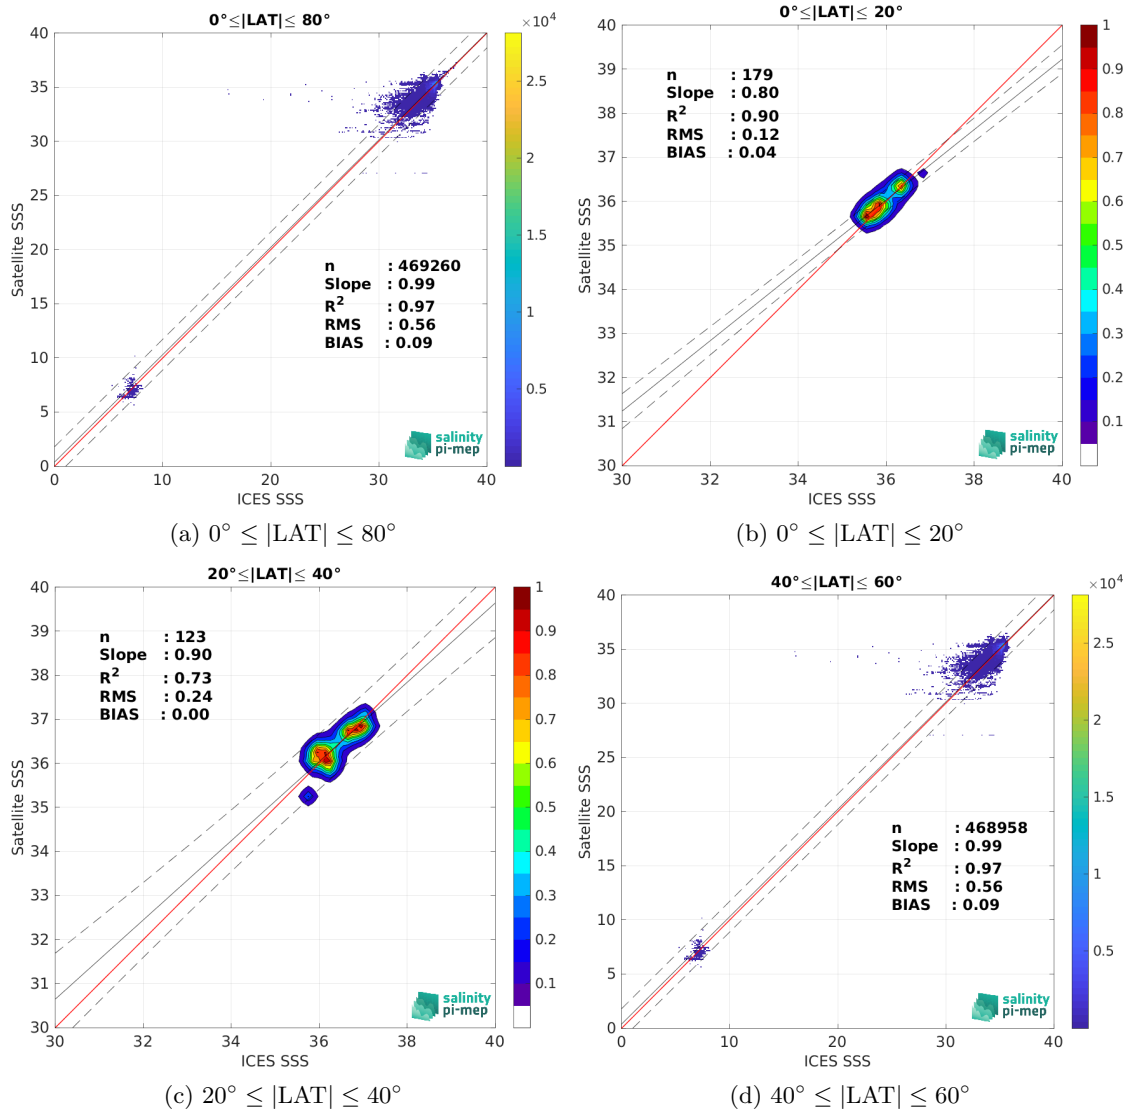 0°≤|LAT|≤ 80°
×10⁴
40
35
30
25
20
15
10
5
0
Satellite SSS
n : 469260
Slope : 0.99
R² : 0.97
RMS : 0.56
BIAS : 0.09
salinity
pi-mep
0 10 20 30 40
ICES SSS
2.5
2
1.5
1
0.5
(a) 0° ≤ |LAT| ≤ 80°
0°≤|LAT|≤ 20°
40
39
38
37
36
35
34
33
32
31
30
Satellite SSS
n : 179
Slope : 0.80
R² : 0.90
RMS : 0.12
BIAS : 0.04
salinity
pi-mep
30 32 34 36 38 40
ICES SSS
1
0.9
0.8
0.7
0.6
0.5
0.4
0.3
0.2
0.1
(b) 0° ≤ |LAT| ≤ 20°
20°≤|LAT|≤ 40°
40
39
38
37
36
35
34
33
32
31
30
Satellite SSS
n : 123
Slope : 0.90
R² : 0.73
RMS : 0.24
BIAS : 0.00
salinity
pi-mep
30 32 34 36 38 40
ICES SSS
1
0.9
0.8
0.7
0.6
0.5
0.4
0.3
0.2
0.1
(c) 20° ≤ |LAT| ≤ 40°
40°≤|LAT|≤ 60°
×10⁴
40
35
30
25
20
15
10
5
0
Satellite SSS
n : 468958
Slope : 0.99
R² : 0.97
RMS : 0.56
BIAS : 0.09
salinity
pi-mep
0 10 20 30 40
ICES SSS
2.5
2
1.5
1
0.5
(d) 40° ≤ |LAT| ≤ 60°